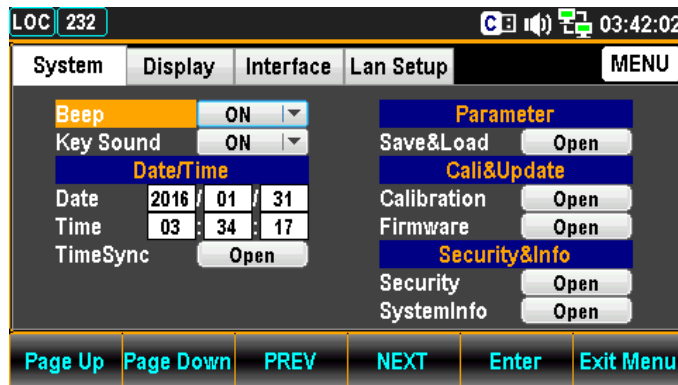 LOC 232 C 03:42:02
System Display Interface Lan Setup MENU
Beep ON
Key Sound ON
Date/Time
Date 2016 / 01 / 31
Time 03 : 34 : 17
TimeSync Open
Parameter
Save&Load Open
Cali&Update
Calibration Open
Firmware Open
Security&Info
Security Open
SystemInfo Open
Page Up Page Down PREV NEXT Enter Exit Menu